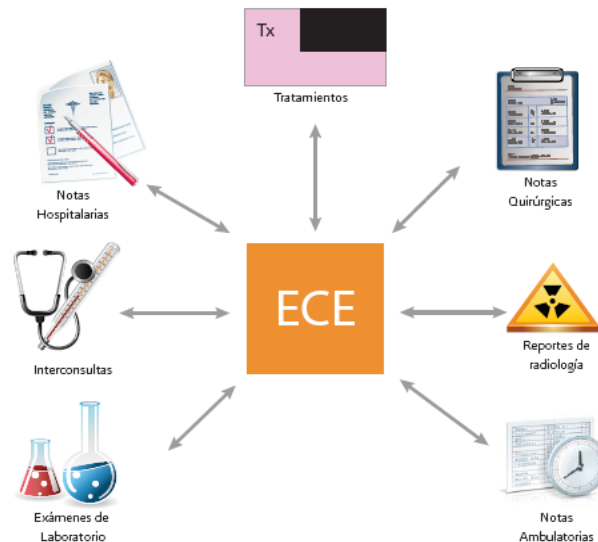 Tx
Tratamientos
Notas
Hospitalarias
Notas
Quirúrgicas
ECE
Interconsultas
Reportes de
radiología
Exámenes de
Laboratorio
Notas
Ambulatorias